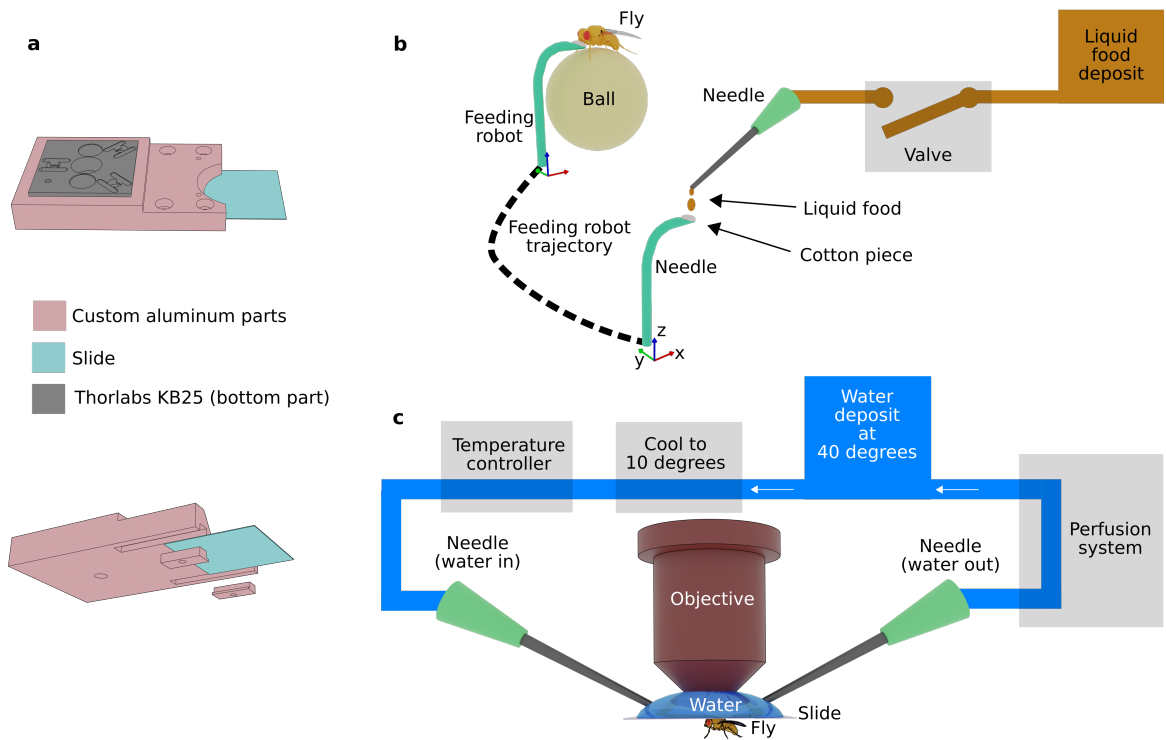 a
Custom aluminum parts
Slide
Thorlabs KB25 (bottom part)
b
Fly
Ball
Feeding
robot
Feeding robot
trajectory
Needle
Liquid
food
deposit
Valve
Liquid food
Cotton piece
Needle
z
y
x
c
Temperature
controller
Cool to
10 degrees
Water
deposit
at
40 degrees
Perfusion
system
Needle
(water in)
Needle
(water out)
Objective
Water
Slide
Fly